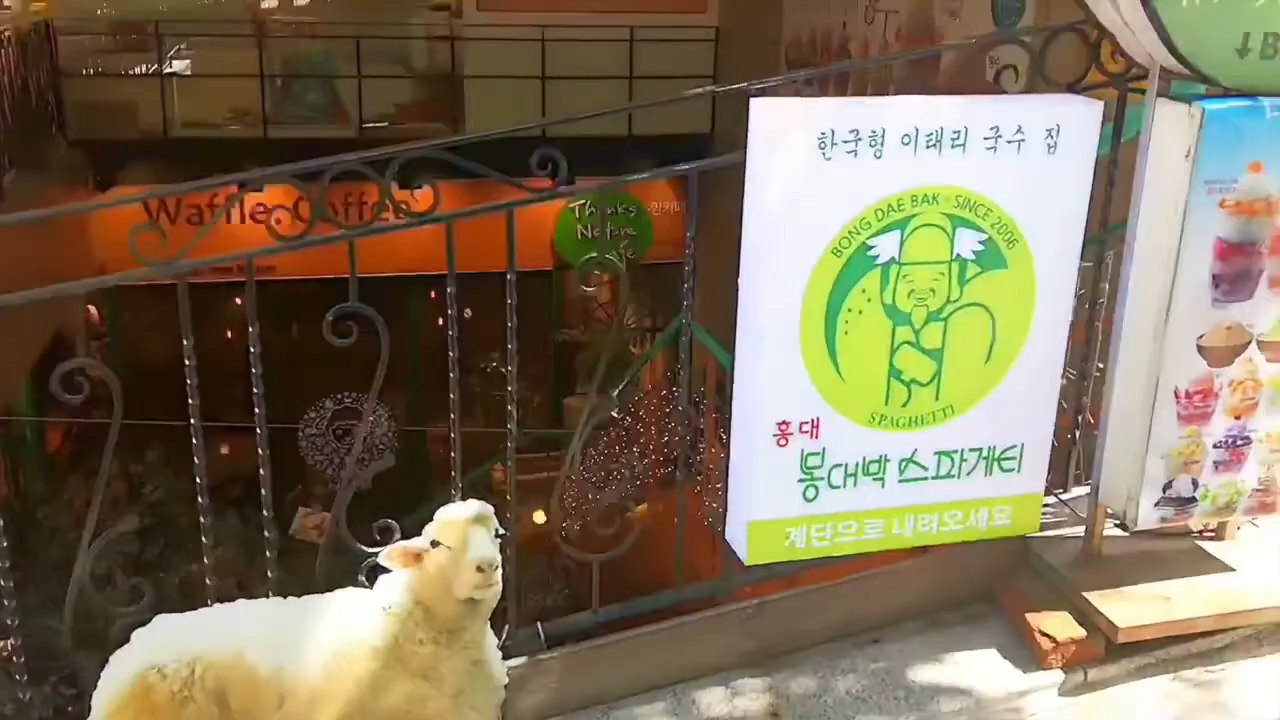 Waffle·Coffee
Thanks
Nature
한국형 이태리 국수 집
BONG DAE BAK · SINCE 2006
SPAGHETTI
홍대
봉대박 스파게티
계단으로 내려오세요